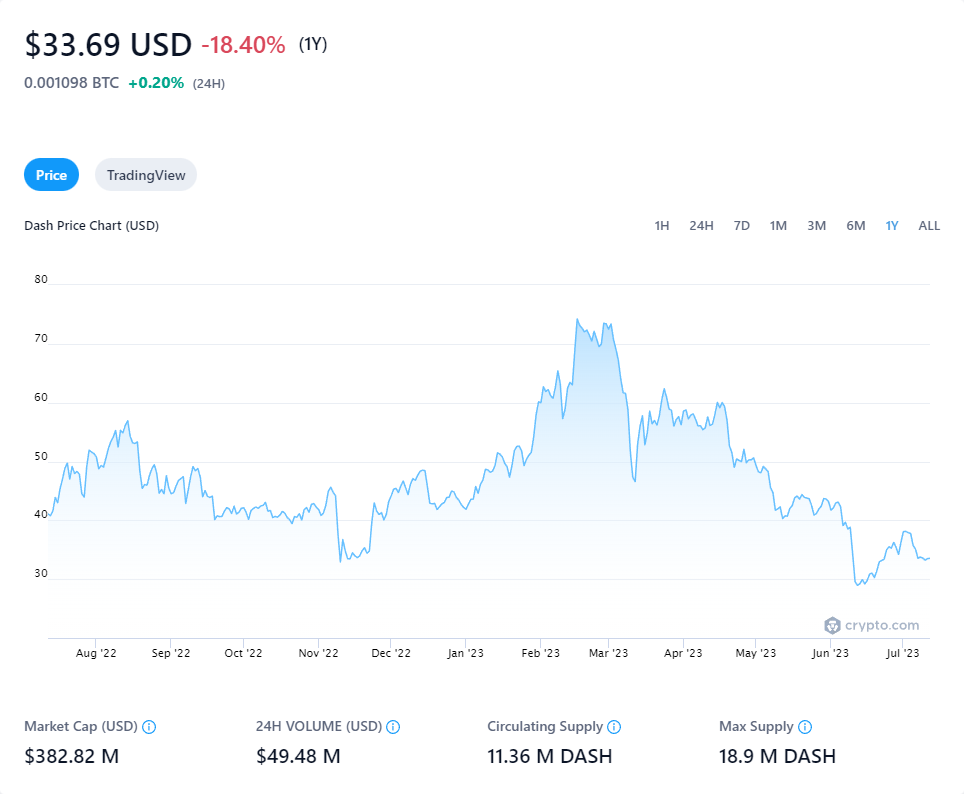 $33.69 USD -18.40% (1Y)
0.001098 BTC +0.20% (24H)
Price TradingView
Dash Price Chart (USD) 1H 24H 7D 1M 3M 6M 1Y ALL
80
70
60
50
40
30
crypto.com
Aug '22 Sep '22 Oct '22 Nov '22 Dec '22 Jan '23 Feb '23 Mar '23 Apr '23 May '23 Jun '23 Jul '23
Market Cap (USD) 24H VOLUME (USD) Circulating Supply Max Supply
$382.82 M $49.48 M 11.36 M DASH 18.9 M DASH